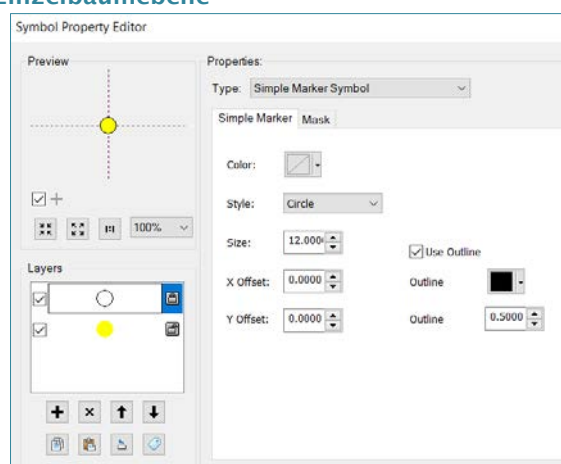 Einzelbaumebene
Symbol Property Editor
Preview
100%
Layers
Properties:
Type: Simple Marker Symbol
Simple Marker Mask
Color:
Style: Circle
Size: 12.000
Use Outline
X Offset: 0.0000 Outline
Y Offset: 0.0000 Outline 0.5000